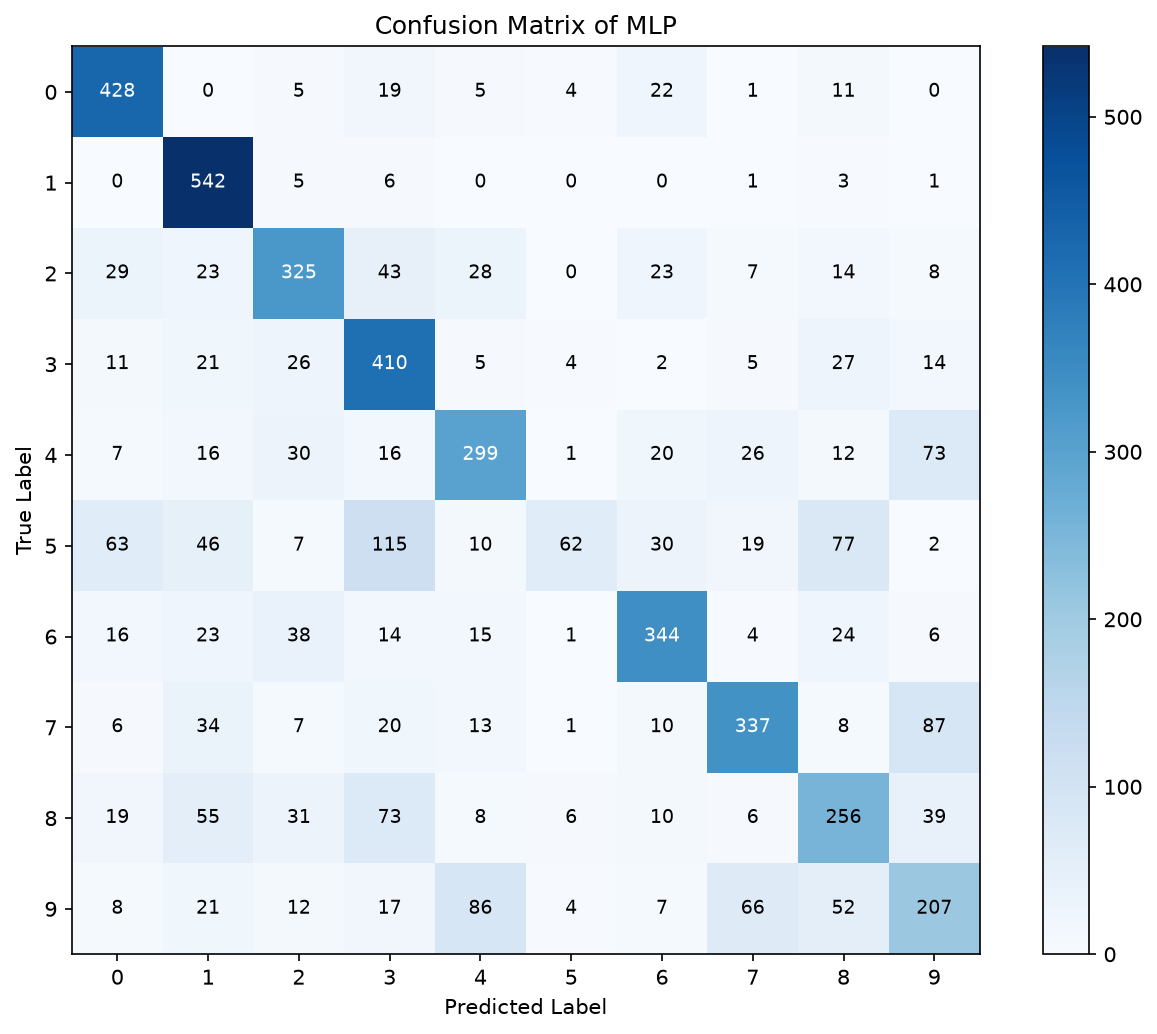 Confusion Matrix of MLP
0 428 0 5 19 5 4 22 1 11 0
1 0 542 5 6 0 0 0 1 3 1
2 29 23 325 43 28 0 23 7 14 8
3 11 21 26 410 5 4 2 5 27 14
4 7 16 30 16 299 1 20 26 12 73
5 63 46 7 115 10 62 30 19 77 2
6 16 23 38 14 15 1 344 4 24 6
7 6 34 7 20 13 1 10 337 8 87
8 19 55 31 73 8 6 10 6 256 39
9 8 21 12 17 86 4 7 66 52 207
0 1 2 3 4 5 6 7 8 9
Predicted Label
True Label
500
400
300
200
100
0